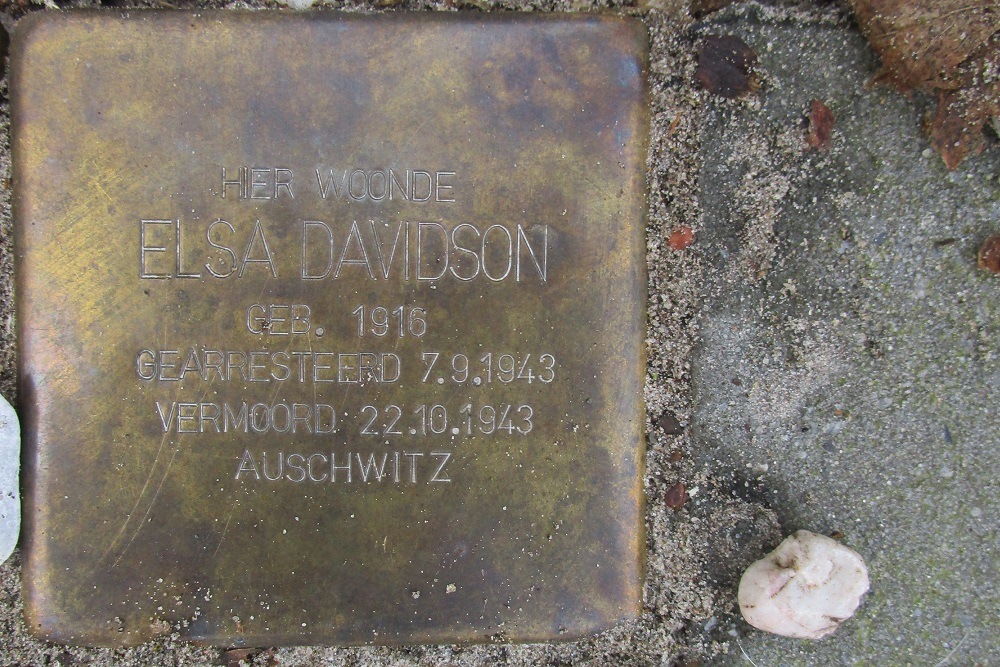 HIER WOONDE
ELSA DAVIDSON
GEB. 1916
GEARRESTEERD 7.9.1943
VERMOORD 22.10.1943
AUSCHWITZ